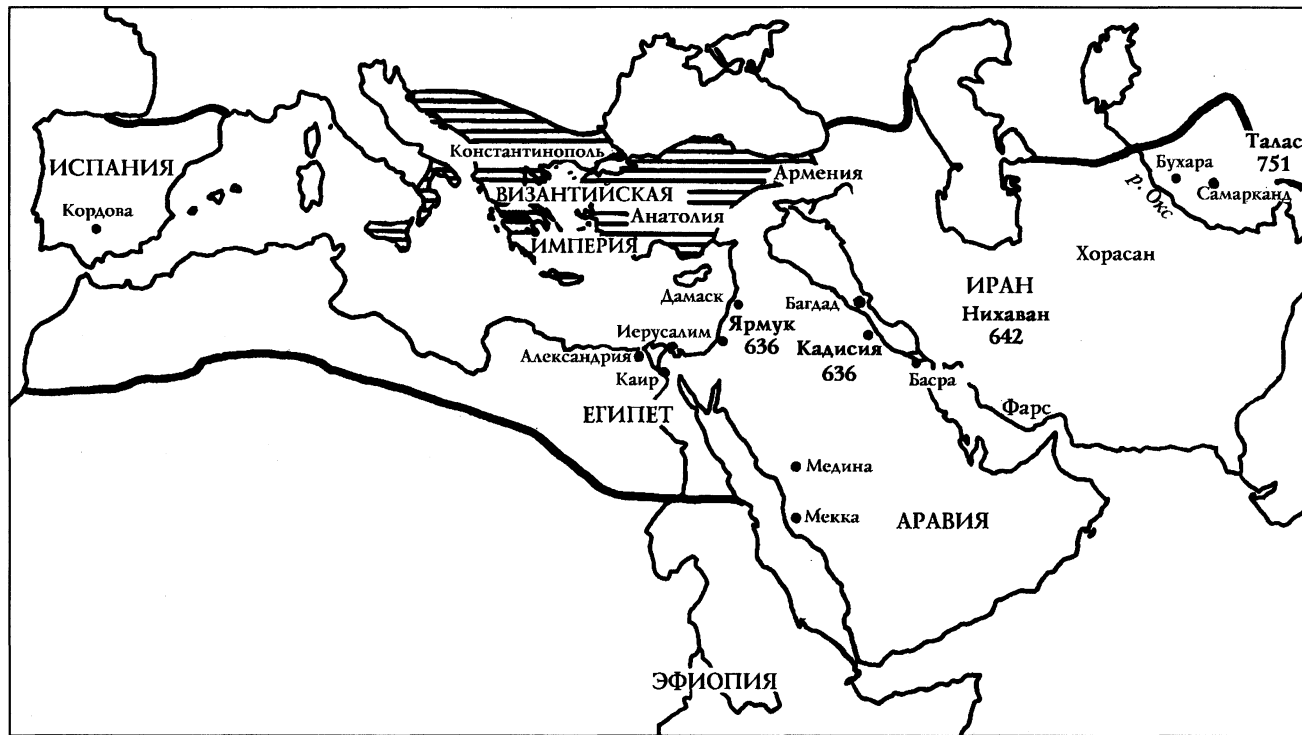 ИСПАНИЯ
Кордова
Константинополь
ВИЗАНТИЙСКАЯ
Анатолия
ИМПЕРИЯ
Армения
Таласс
751
Бухара
Самарканд
р. Окс
Хорасан
ИРАН
Нихаван
642
Дамаск
Ярмук
636
Иерусалим
Александрия
Каир
ЕГИПЕТ
Багдад
Кадисия
636
Басра
Фарс
Медина
Мекка
АРАВИЯ
ЭФИОПИЯ